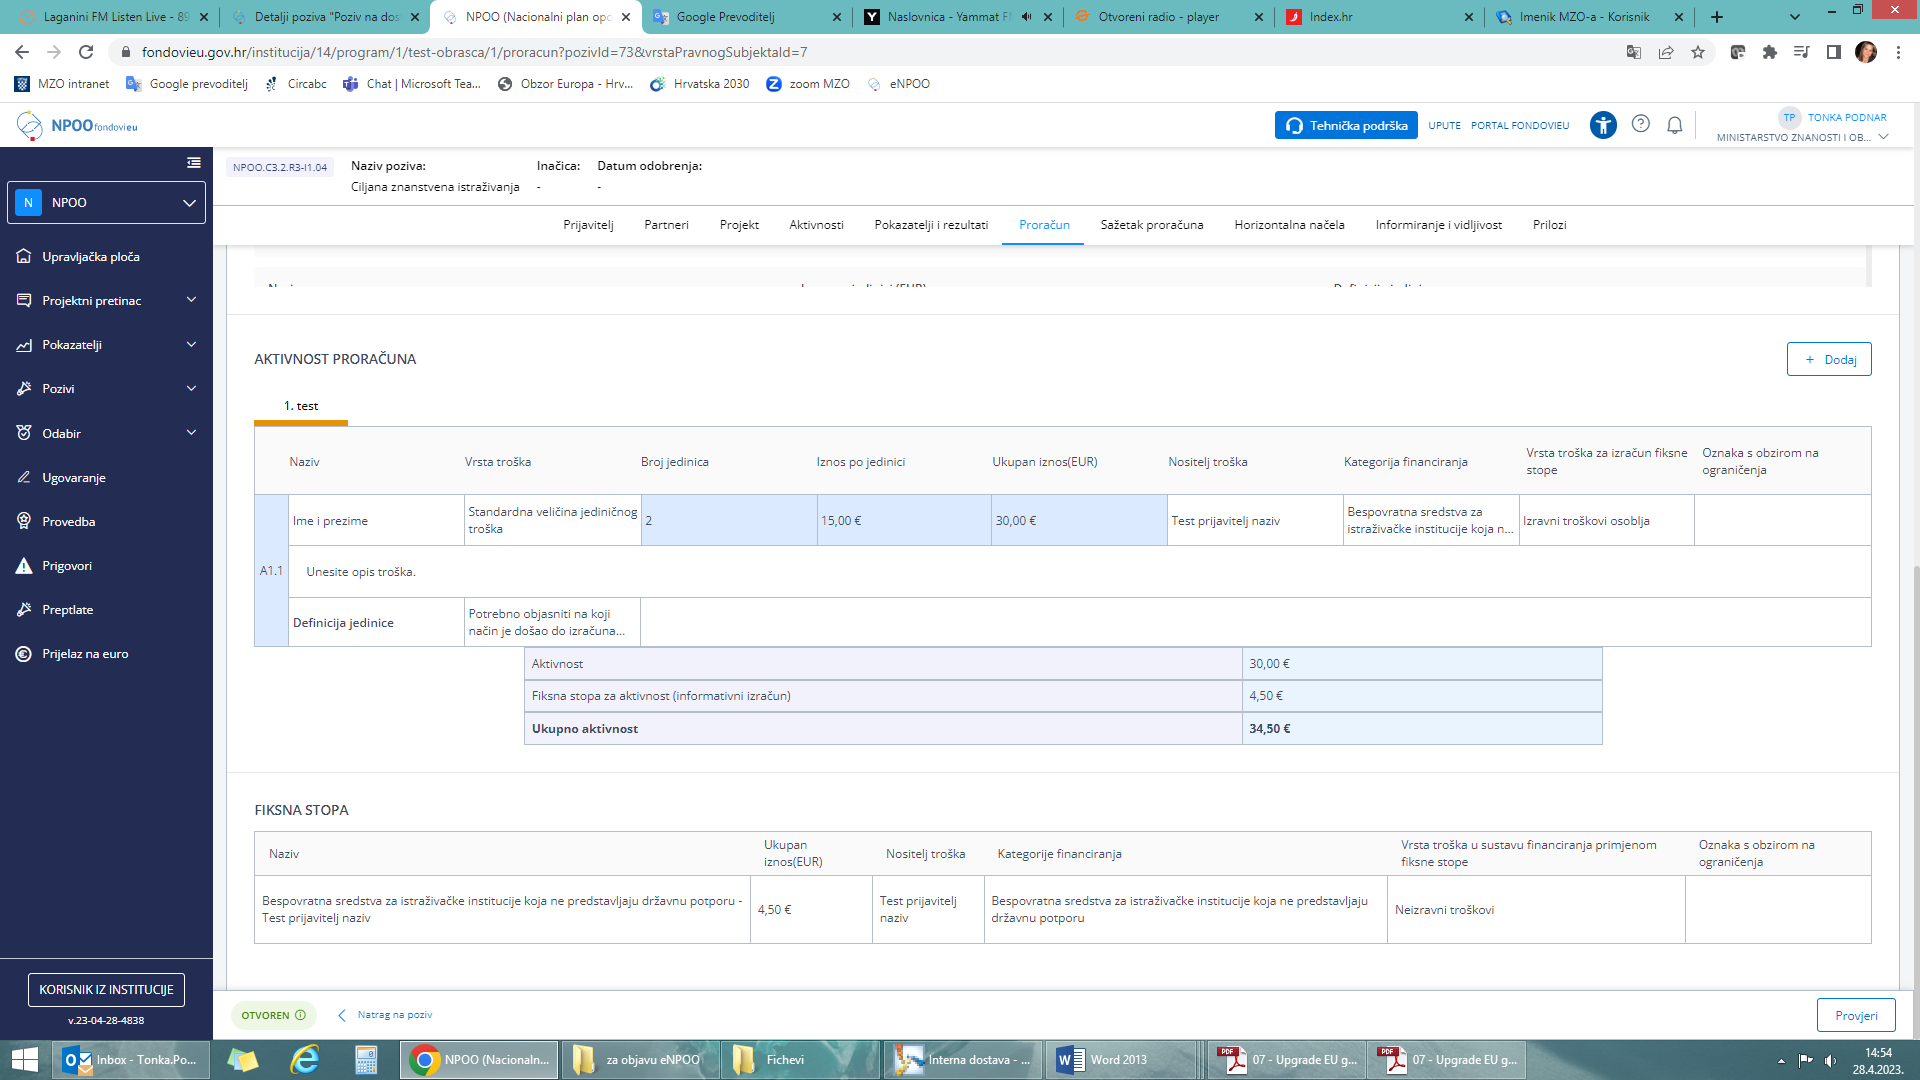 Laganini FM Listen Live - 89
Detalji poziva "Poziv na dos
NPOO (Nacionalni plan opo
Google Prevoditelj
Naslovnica - Yammat F
Otvoreni radio - player
Index.hr
Imenik MZO-a - Korisnik
fondovieu.gov.hr/institucija/14/program/1/test-obrasca/1/proracun?pozivId=73&vrstaPravnogSubjektaId=7
MZO intranet
Google prevoditelj
Circabc
Chat | Microsoft Tea...
Obzor Europa - Hrv...
Hrvatska 2030
zoom MZO
eNPOO
NPOO fondovieu
Tehnička podrška
UPUTE
PORTAL FONDOVIEU
TP
TONKA PODNAR
MINISTARSTVO ZNANOSTI I OB...
N NPOO
Upravljačka ploča
Projektni pretinac
Pokazatelji
Pozivi
Odabir
Ugovaranje
Provedba
Prigovori
Preptlate
Prijelaz na euro
KORISNIK IZ INSTITUCIJE
v.23-04-28-4838
NPOO.C3.2.R3-I1.04
Naziv poziva:
Ciljana znanstvena istraživanja
Inačica:
-
Datum odobrenja:
-
Prijavitelj
Partneri
Projekt
Aktivnosti
Pokazatelji i rezultati
Proračun
Sažetak proračuna
Horizontalna načela
Informiranje i vidljivost
Prilozi
AKTIVNOST PRORAČUNA
+ Dodaj
1. test
Naziv
Vrsta troška
Broj jedinica
Iznos po jedinici
Ukupan iznos(EUR)
Nositelj troška
Kategorija financiranja
Vrsta troška za izračun fiksne
stope
Oznaka s obzirom na
ograničenja
A1.1
Ime i prezime
Standardna veličina jediničnog
troška
2
15,00 €
30,00 €
Test prijavitelj naziv
Bespovratna sredstva za
istraživačke institucije koja n...
Izravni troškovi osoblja
Unesite opis troška.
Definicija jedinice
Potrebno objasniti na koji
način je došao do izračuna...
Aktivnost
30,00 €
Fiksna stopa za aktivnost (informativni izračun)
4,50 €
Ukupno aktivnost
34,50 €
FIKSNA STOPA
Naziv
Ukupan
iznos(EUR)
Nositelj troška
Kategorije financiranja
Vrsta troška u sustavu financiranja primjenom
fiksne stope
Oznaka s obzirom na
ograničenja
Bespovratna sredstva za istraživačke institucije koja ne predstavljaju državnu potporu -
Test prijavitelj naziv
4,50 €
Test prijavitelj
naziv
Bespovratna sredstva za istraživačke institucije koja ne predstavljaju
državnu potporu
Neizravni troškovi
OTVOREN
Natrag na poziv
Provjeri
Inbox - Tonka.Po...
NPOO (Nacionaln...
za objavu eNPOO
Fichevi
Interna dostava - ...
Word 2013
07 - Upgrade EU g...
07 - Upgrade EU g...
14:54
28.4.2023.